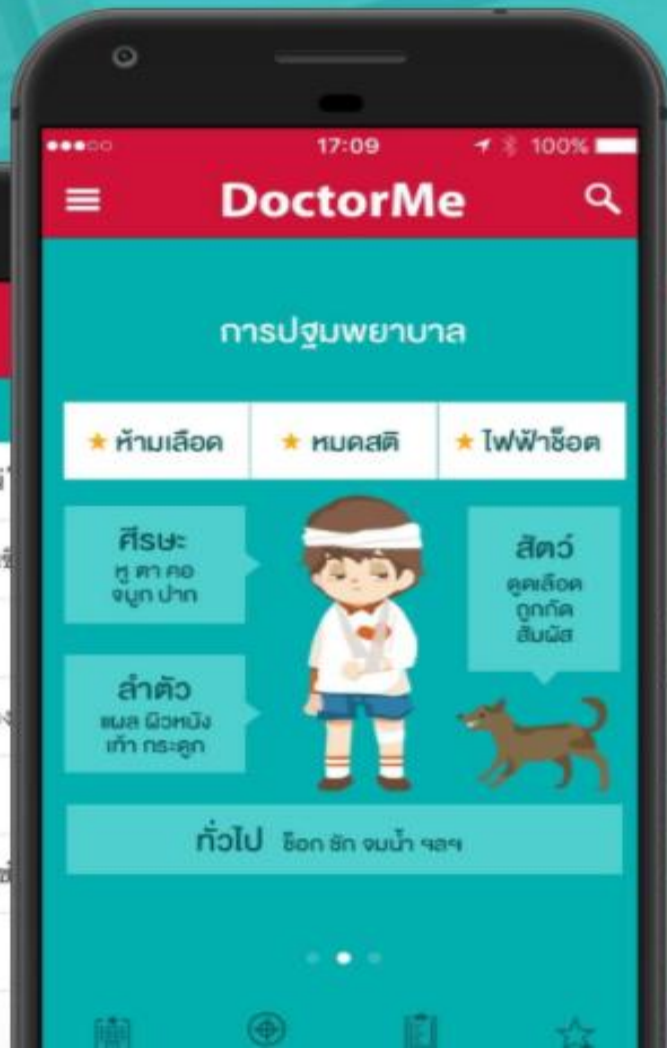 17:09 100%
DoctorMe
การปฐมพยาบาล
ห้ามเลือด หมดสติ ไฟฟ้าช็อต
ศีรษะ
หู ตา คอ
จมูก ปาก
สัตว์
ดูดเลือด
ถูกกัด
สัมผัส
ลำตัว
แผล ผิวหนัง
เท้า กระดูก
ทั่วไป ช็อก ชัก จมน้ำ ฯลฯ